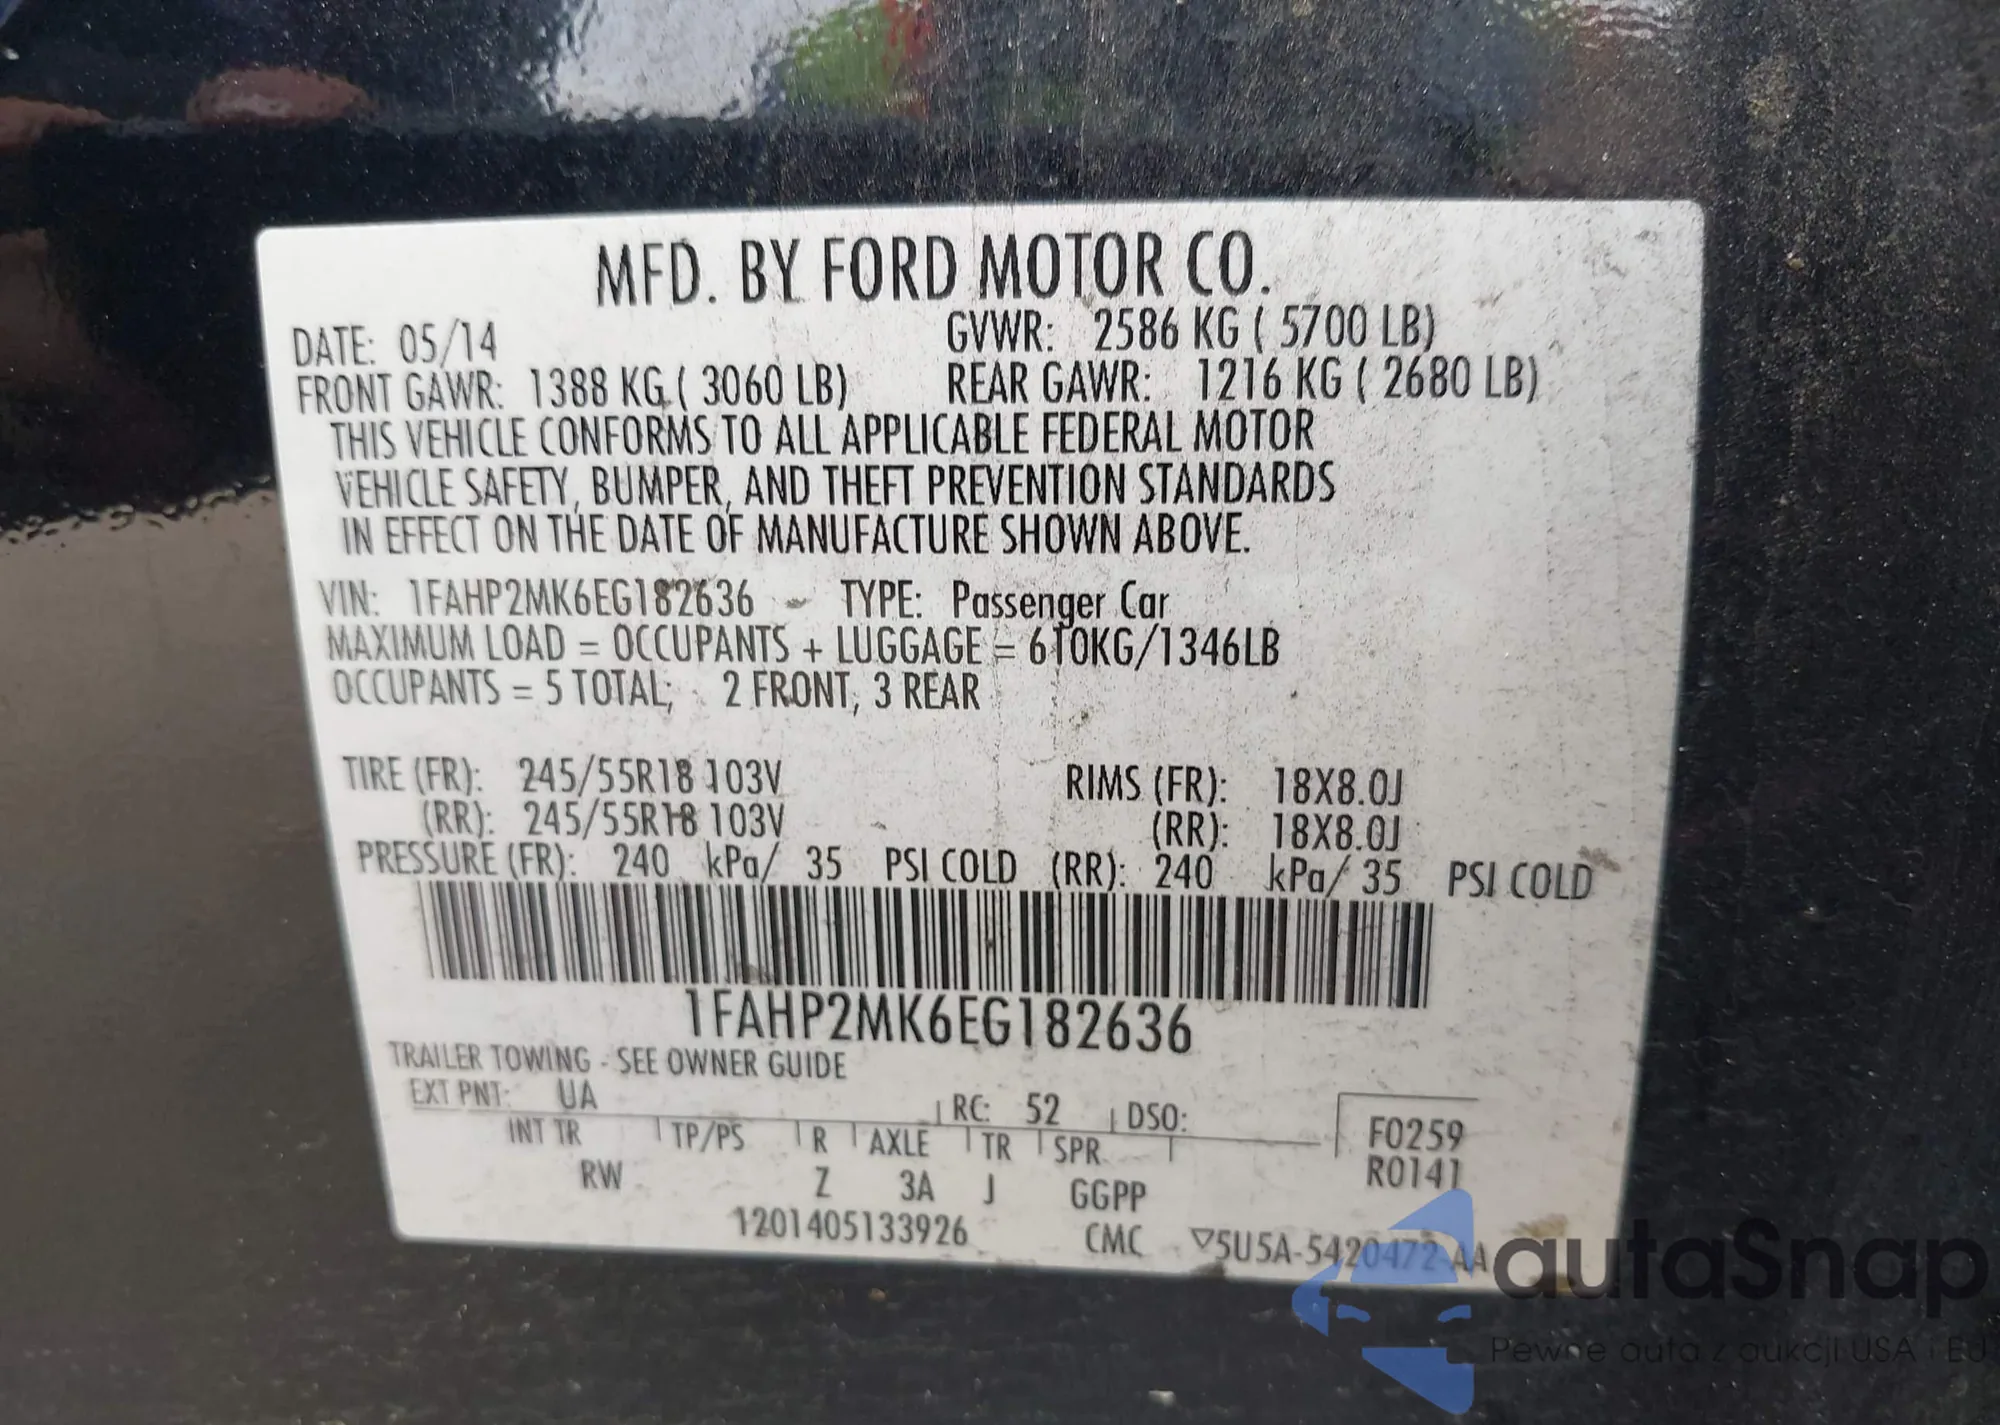 MFD. BY FORD MOTOR CO.
DATE: 05/14 GVWR: 2586 KG ( 5700 LB)
FRONT GAWR: 1388 KG ( 3060 LB) REAR GAWR: 1216 KG ( 2680 LB)
THIS VEHICLE CONFORMS TO ALL APPLICABLE FEDERAL MOTOR
VEHICLE SAFETY, BUMPER, AND THEFT PREVENTION STANDARDS
IN EFFECT ON THE DATE OF MANUFACTURE SHOWN ABOVE.
VIN: 1FAHP2MK6EG182636 TYPE: Passenger Car
MAXIMUM LOAD = OCCUPANTS + LUGGAGE = 610KG/1346LB
OCCUPANTS = 5 TOTAL; 2 FRONT, 3 REAR
TIRE (FR): 245/55R18 103V RIMS (FR): 18X8.0J
(RR): 245/55R18 103V (RR): 18X8.0J
PRESSURE (FR): 240 kPa/ 35 PSI COLD (RR): 240 kPa/ 35 PSI COLD
1FAHP2MK6EG182636
TRAILER TOWING - SEE OWNER GUIDE
EXT PNT: UA RC: 52 DSO: F0259
INT TR TP/PS R AXLE TR SPR R0141
RW Z 3A J GGPP
1201405133926 CMC ▽5U5A-5420472-AA
autaSnap
Pewne auta z aukcji USA i EU